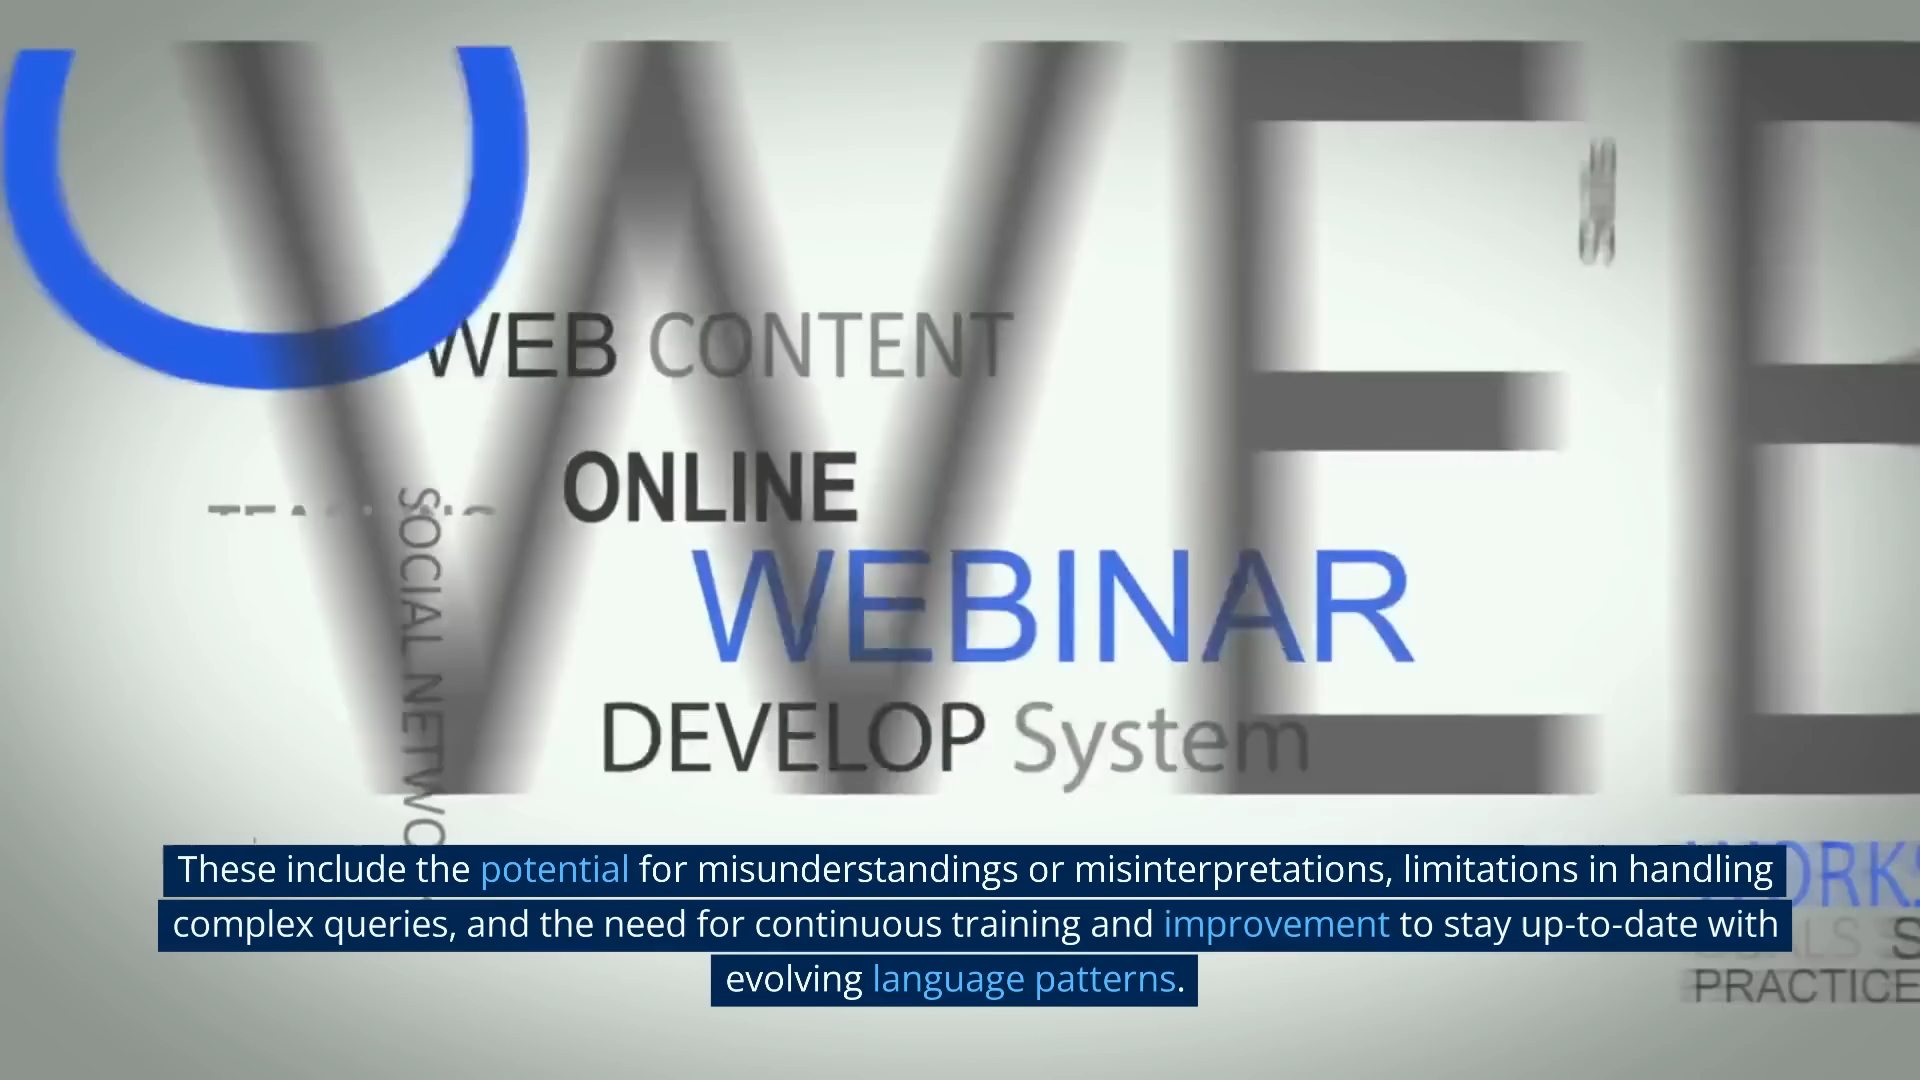 WEB CONTENT
ONLINE
WEBINAR
DEVELOP System
SOCIAL NETWO
These include the potential for misunderstandings or misinterpretations, limitations in handling
complex queries, and the need for continuous training and improvement to stay up-to-date with
evolving language patterns.
WORKS
PRACTICE